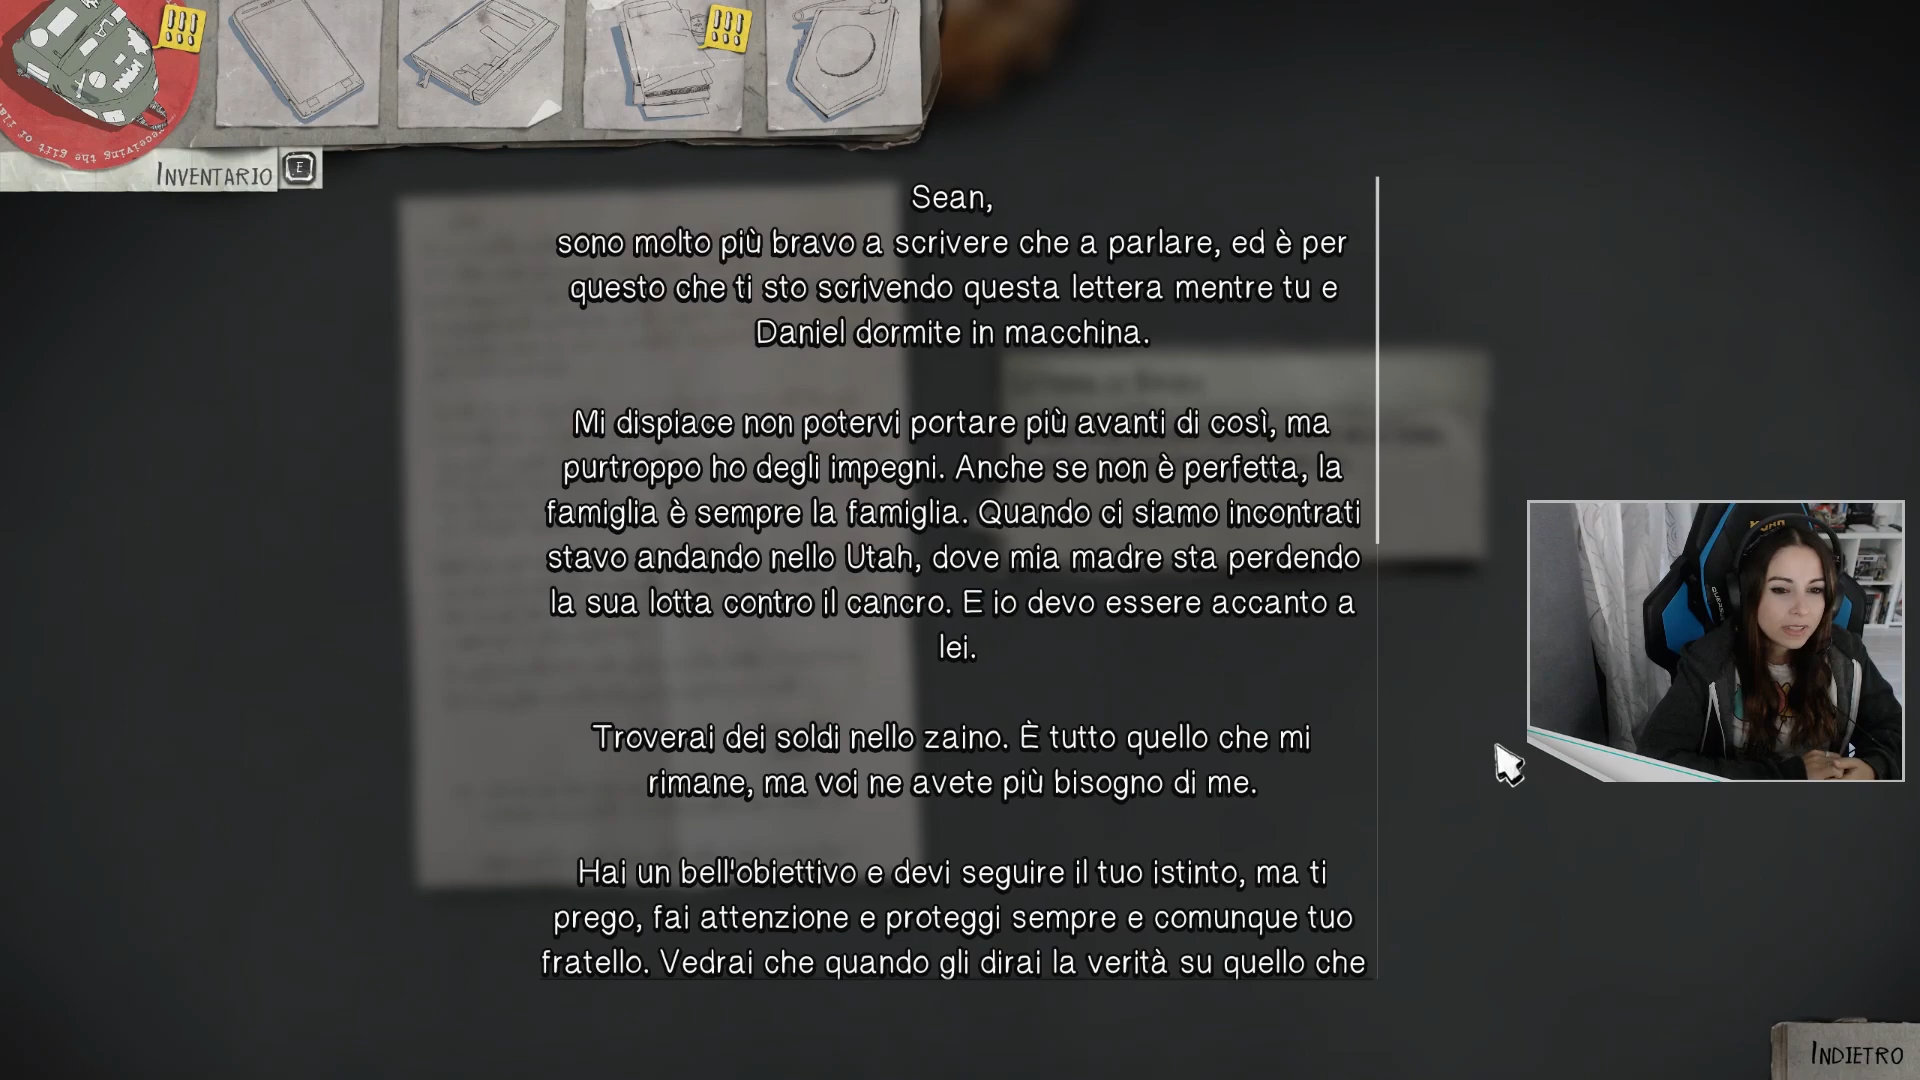 INVENTARIO
E
Sean,
sono molto più bravo a scrivere che a parlare, ed è per
questo che ti sto scrivendo questa lettera mentre tu e
Daniel dormite in macchina.
Mi dispiace non potervi portare più avanti di così, ma
purtroppo ho degli impegni. Anche se non è perfetta, la
famiglia è sempre la famiglia. Quando ci siamo incontrati
stavo andando nello Utah, dove mia madre sta perdendo
la sua lotta contro il cancro. E io devo essere accanto a
lei.
Troverai dei soldi nello zaino. È tutto quello che mi
rimane, ma voi ne avete più bisogno di me.
Hai un bell'obiettivo e devi seguire il tuo istinto, ma ti
prego, fai attenzione e proteggi sempre e comunque tuo
fratello. Vedrai che quando gli dirai la verità su quello che
INDIETRO